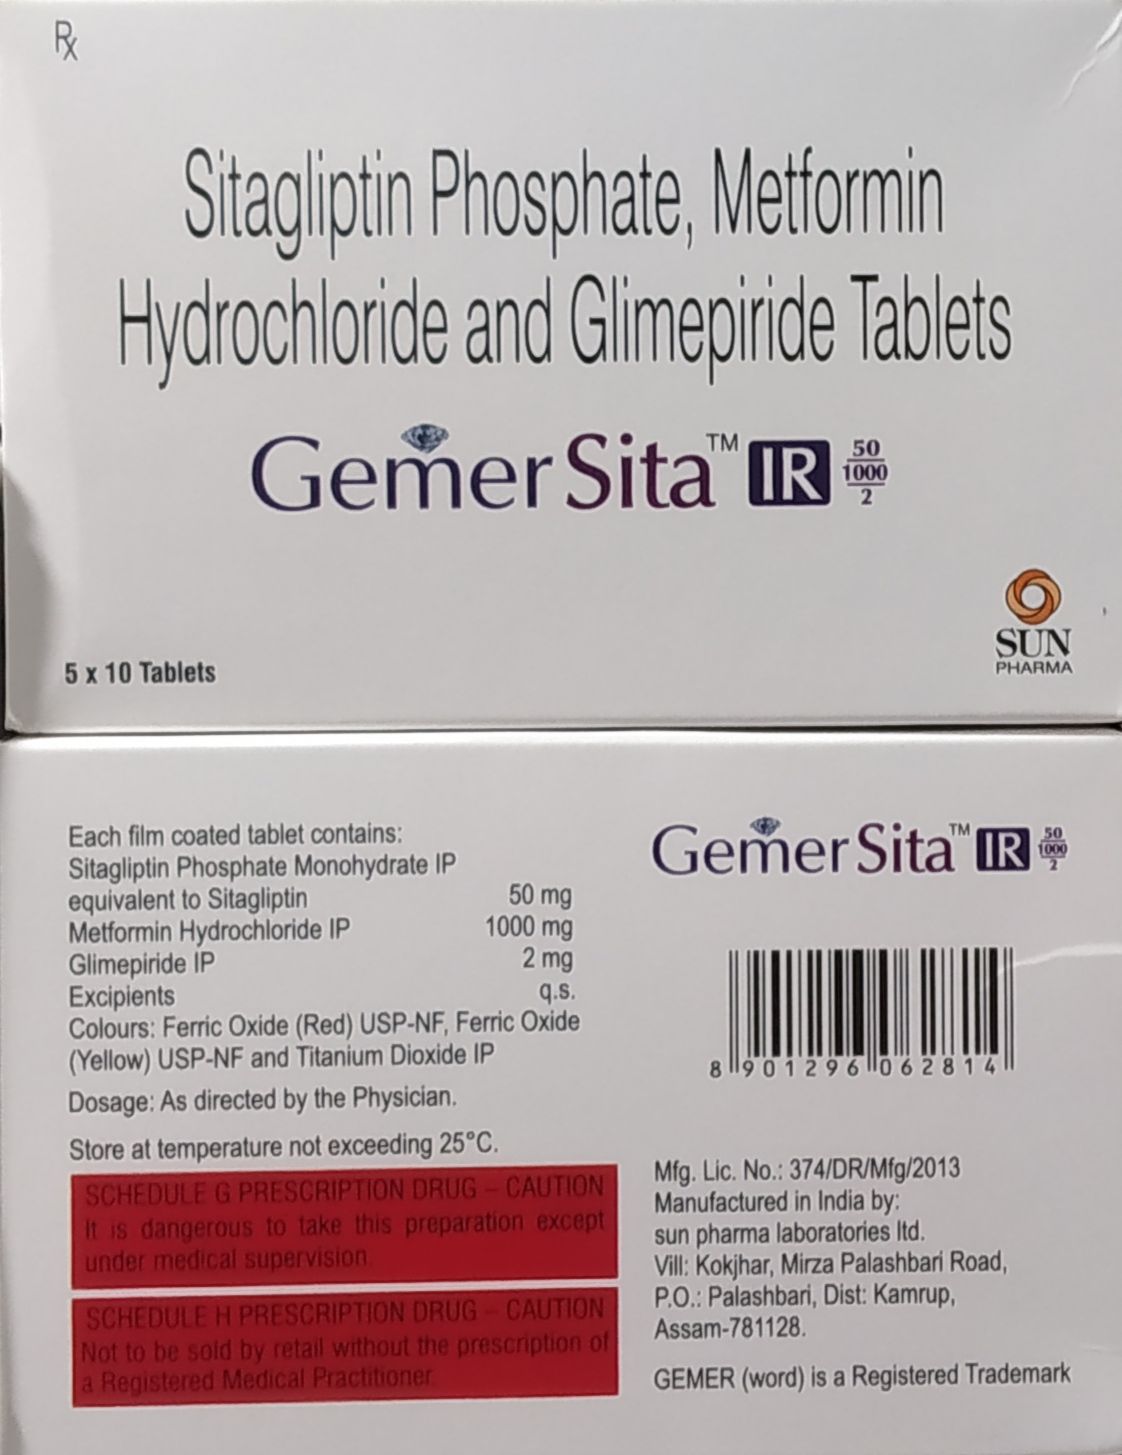 Rx
Sitagliptin Phosphate, Metformin
Hydrochloride and Glimepiride Tablets
GemerSita™ IR 50
1000
2
SUN
PHARMA
5 x 10 Tablets
Each film coated tablet contains:
Sitagliptin Phosphate Monohydrate IP
equivalent to Sitagliptin 50 mg
Metformin Hydrochloride IP 1000 mg
Glimepiride IP 2 mg
Excipients q.s.
Colours: Ferric Oxide (Red) USP-NF, Ferric Oxide
(Yellow) USP-NF and Titanium Dioxide IP
Dosage: As directed by the Physician.
Store at temperature not exceeding 25°C.
SCHEDULE G PRESCRIPTION DRUG – CAUTION
It is dangerous to take this preparation except
under medical supervision.
SCHEDULE H PRESCRIPTION DRUG – CAUTION
Not to be sold by retail without the prescription of
a Registered Medical Practitioner.
GemerSita™ IR 50
1000
2
8 901296 062814
Mfg. Lic. No.: 374/DR/Mfg/2013
Manufactured in India by:
sun pharma laboratories ltd.
Vill: Kokjhar, Mirza Palashbari Road,
P.O.: Palashbari, Dist: Kamrup,
Assam-781128.
GEMER (word) is a Registered Trademark